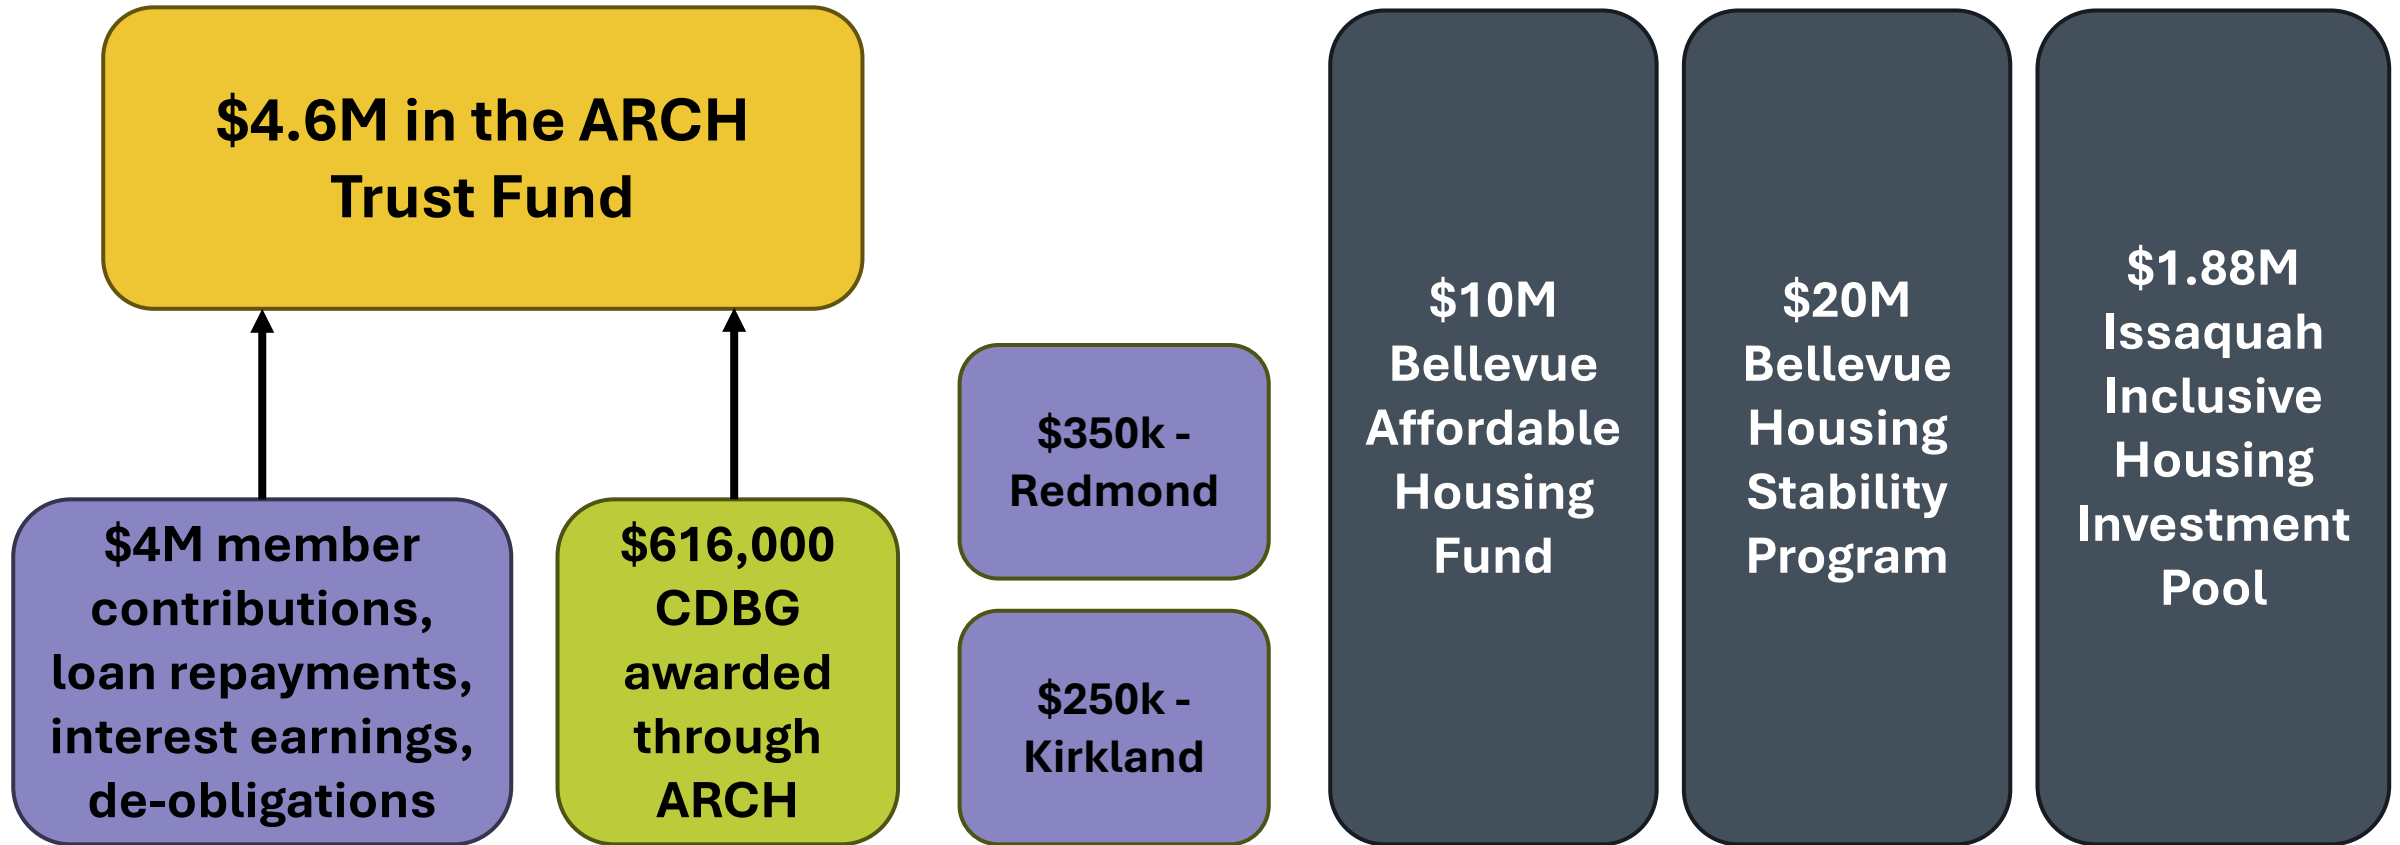 $4.6M in the ARCH
Trust Fund
$4M member
contributions,
loan repayments,
interest earnings,
de-obligations
$616,000
CDBG
awarded
through
ARCH
$350k -
Redmond
$250k -
Kirkland
$10M
Bellevue
Affordable
Housing
Fund
$20M
Bellevue
Housing
Stability
Program
$1.88M
Issaquah
Inclusive
Housing
Investment
Pool